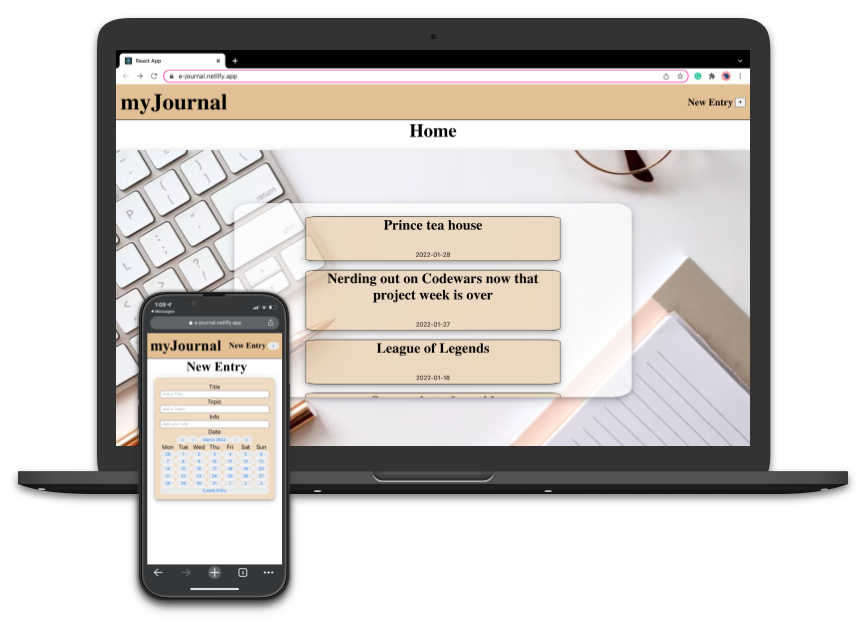 React App
e-journal.netlify.app
myJournal
New Entry +
Home
return
P
L
?
Prince tea house
2022-01-28
Nerding out on Codewars now that
project week is over
2022-01-27
League of Legends
2022-01-18
1:09
Messages
e-journal.netlify.app
myJournal New Entry
New Entry
Title
Add a Title
Topic
Add a Topic
Info
Add your Info
Date
« ‹ March 2022 › »
Mon Tue Wed Thu Fri Sat Sun
28 1 2 3 4 5 6
7 8 9 10 11 12 13
14 15 16 17 18 19 20
21 22 23 24 25 26 27
28 29 30 31 1 2 3
Create Entry